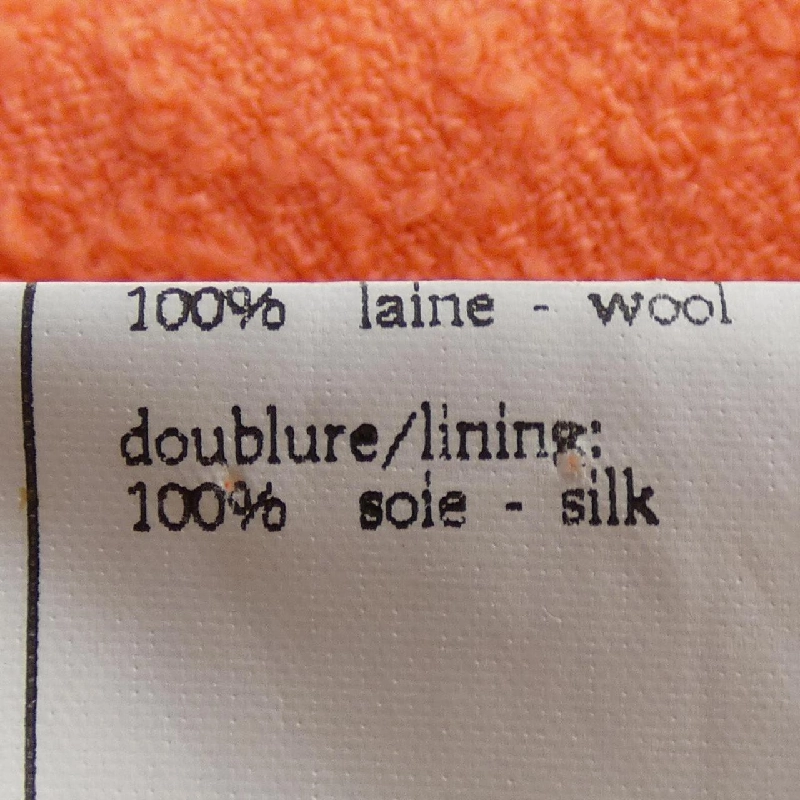 100% laine - wool
doublure/lining:
100% soie - silk